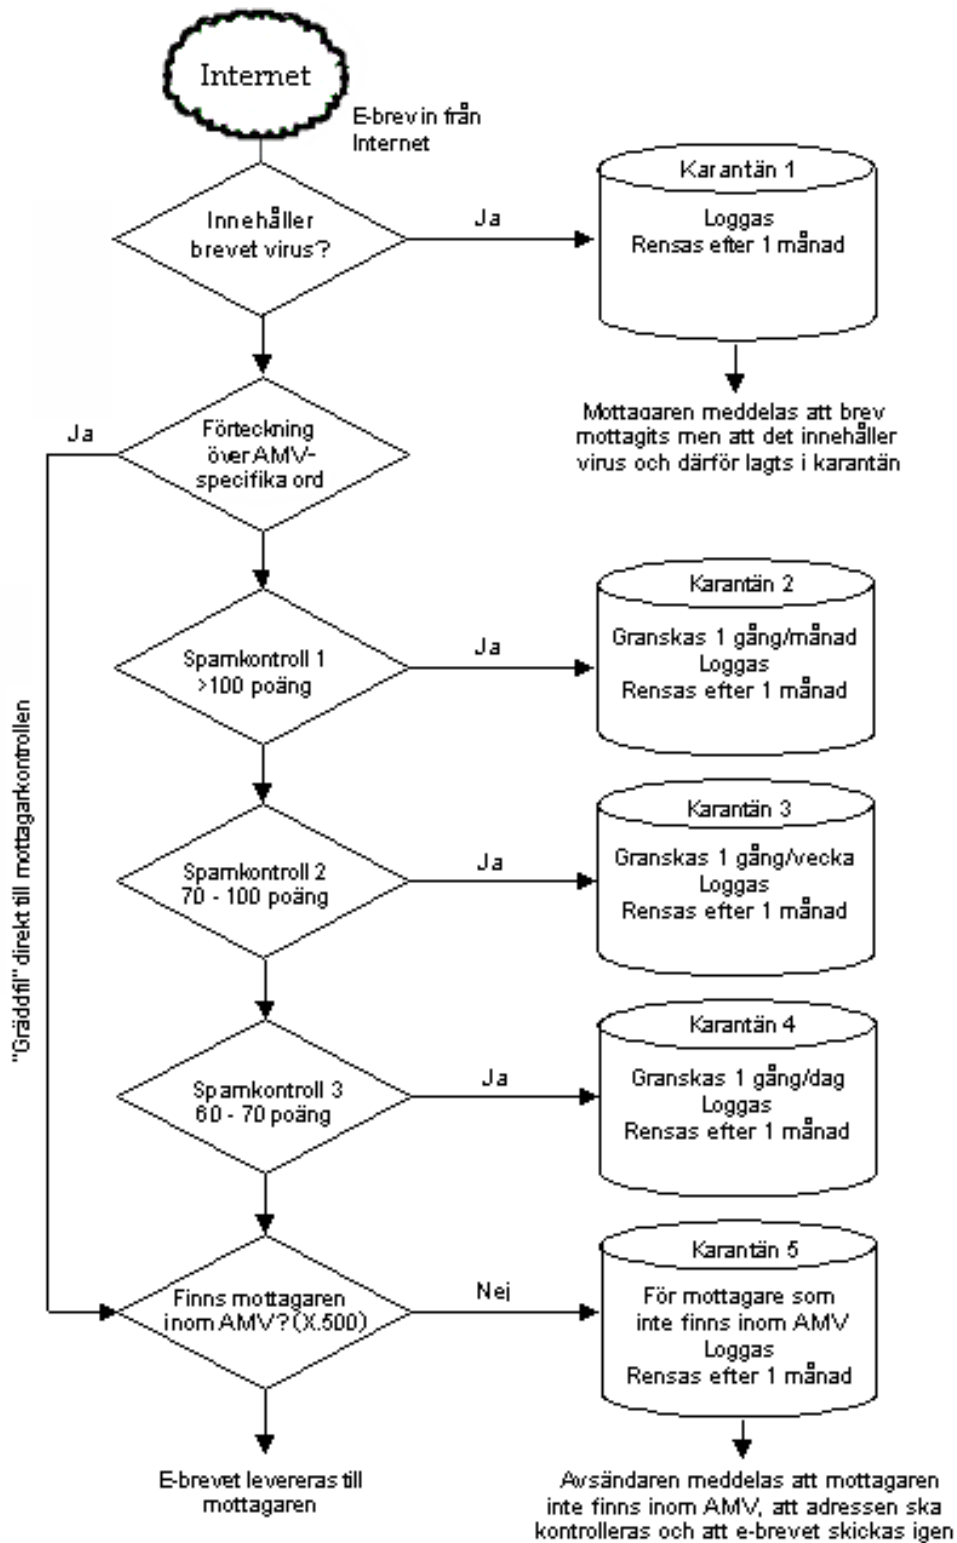 Internet
E-brev in från
Internet
Innehåller
brevet virus?
Ja
Karantän 1
Loggas
Rensas efter 1 månad
Mottagaren meddelas att brev
mottagits men att det innehåller
virus och därför lagts i karantän
Ja
Förteckning
över AMV-
specifika ord
"Gräddfil" direkt till mottagarkontrollen
Spamkontroll 1
>100 poäng
Ja
Karantän 2
Granskas 1 gång/månad
Loggas
Rensas efter 1 månad
Spamkontroll 2
70 - 100 poäng
Ja
Karantän 3
Granskas 1 gång/vecka
Loggas
Rensas efter 1 månad
Spamkontroll 3
60 - 70 poäng
Ja
Karantän 4
Granskas 1 gång/dag
Loggas
Rensas efter 1 månad
Finns mottagaren
inom AMV? (X.500)
Nej
Karantän 5
För mottagare som
inte finns inom AMV
Loggas
Rensas efter 1 månad
E-brevet levereras till
mottagaren
Avsändaren meddelas att mottagaren
inte finns inom AMV, att adressen ska
kontrolleras och att e-brevet skickas igen